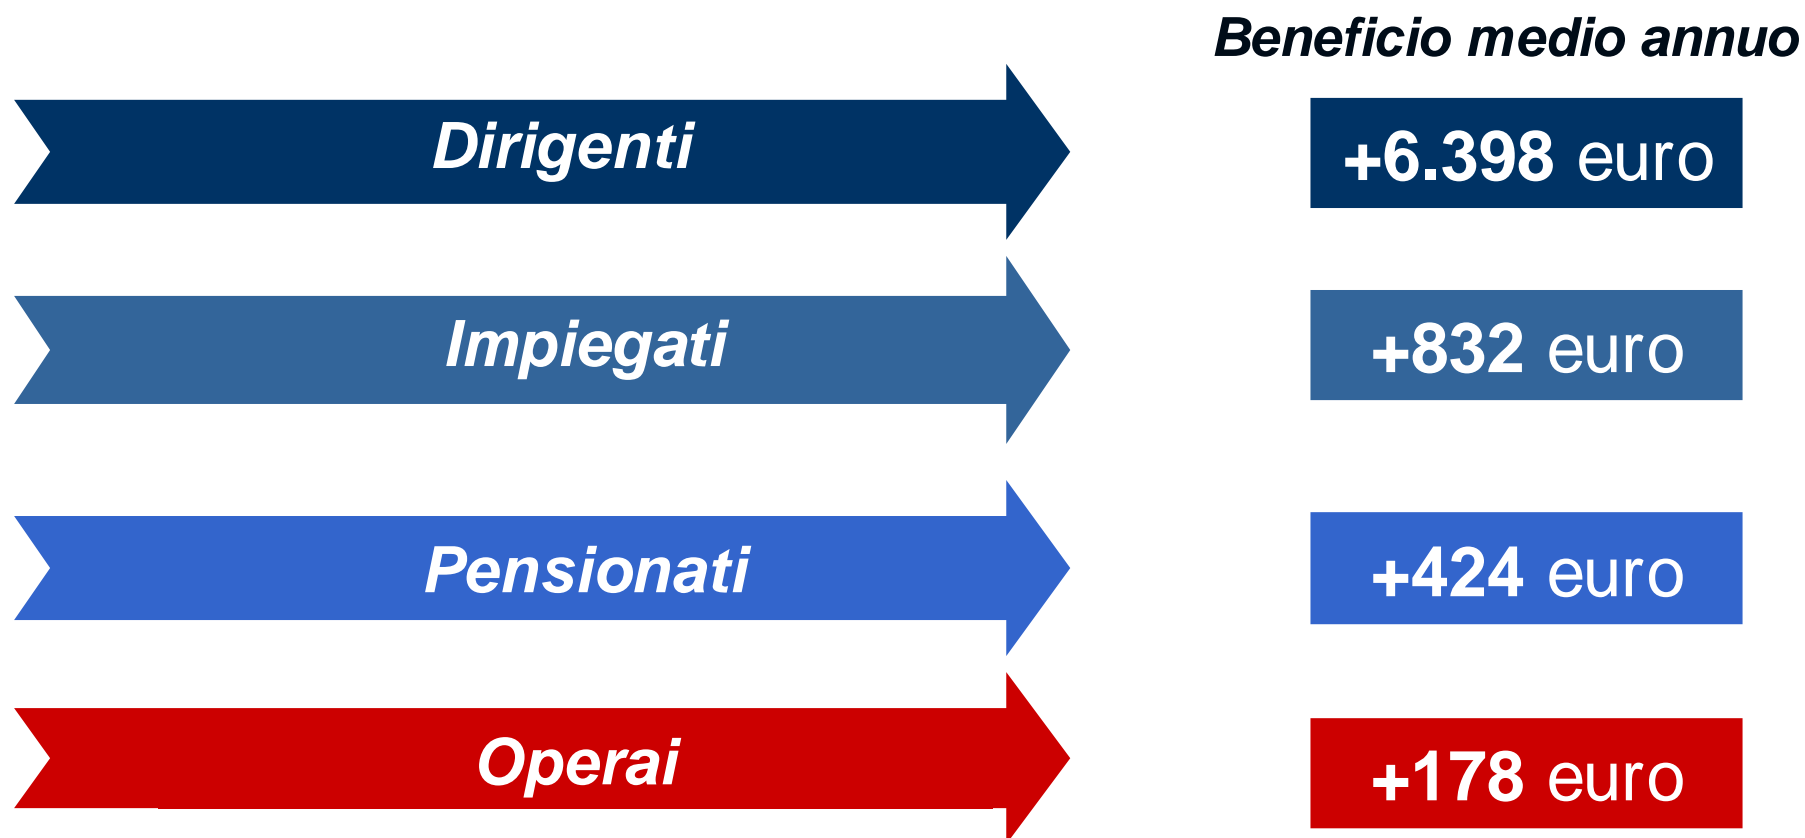 Beneficio medio annuo
Dirigenti
+6.398 euro
Impiegati
+832 euro
Pensionati
+424 euro
Operai
+178 euro